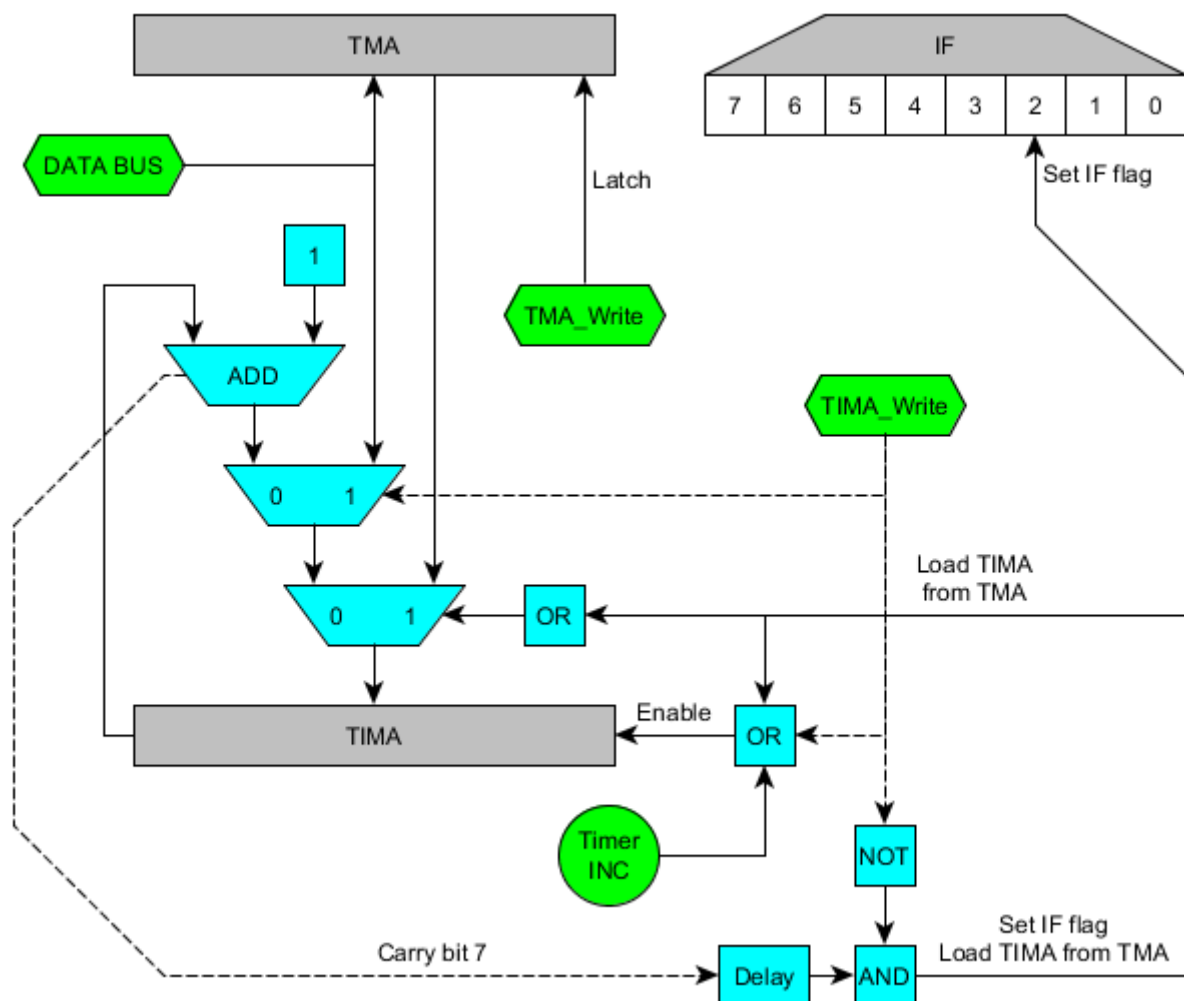 TMA
IF
7 6 5 4 3 2 1 0
DATA BUS
Latch
Set IF flag
1
TMA_Write
ADD
TIMA_Write
0 1
Load TIMA
from TMA
0 1
OR
Enable
TIMA
OR
Timer
INC
NOT
Set IF flag
Load TIMA from TMA
Carry bit 7
Delay
AND